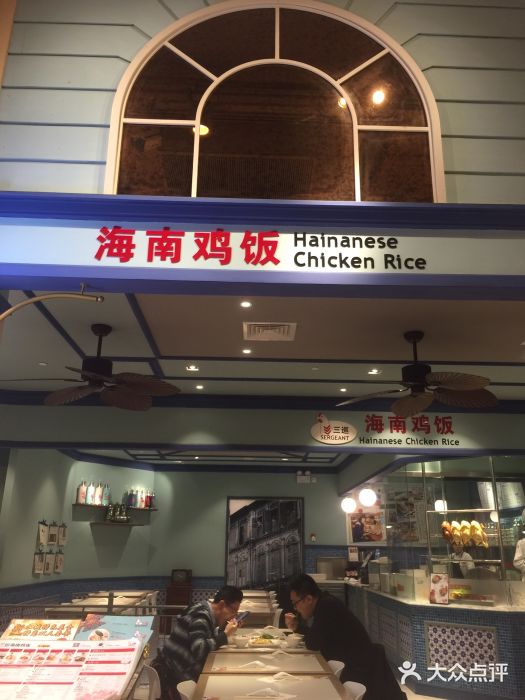 海南鸡饭 Hainanese
Chicken Rice
三巡
SERGEANT
海南鸡饭
Hainanese Chicken Rice
大众点评